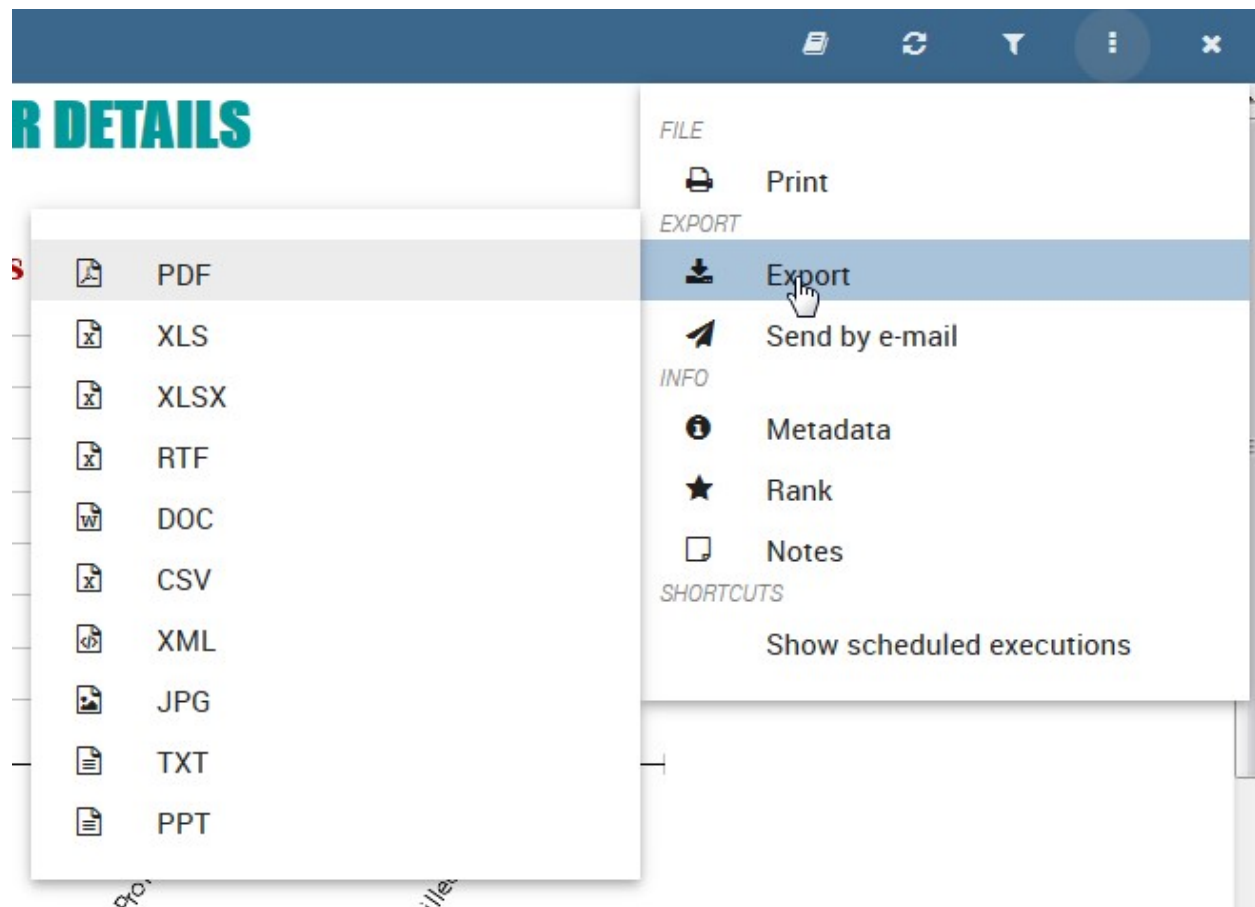 R DETAILS
FILE
Print
EXPORT
Export
Send by e-mail
INFO
Metadata
Rank
Notes
SHORTCUTS
Show scheduled executions
s
PDF
XLS
XLSX
RTF
DOC
CSV
XML
JPG
TXT
PPT